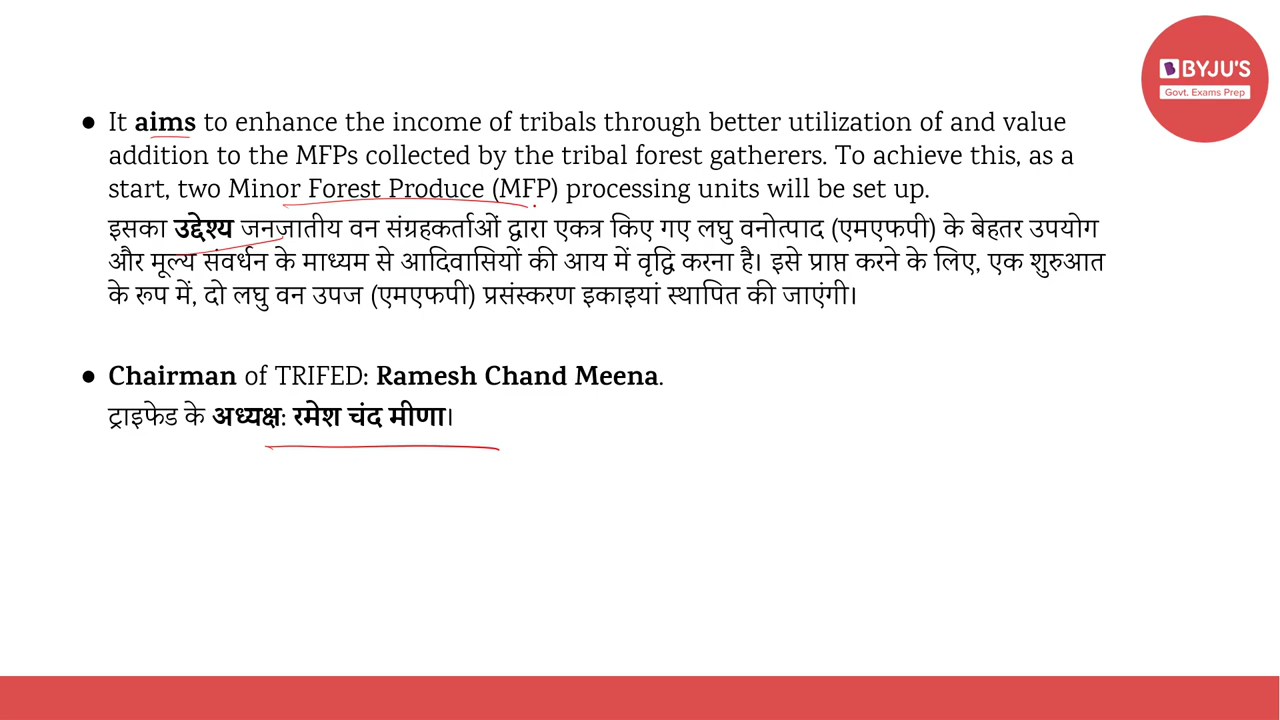 BYJU'S
Govt. Exams Prep
● It aims to enhance the income of tribals through better utilization of and value
addition to the MFPs collected by the tribal forest gatherers. To achieve this, as a
start, two Minor Forest Produce (MFP) processing units will be set up.
इसका उद्देश्य जनजातीय वन संग्रहकर्ताओं द्वारा एकत्र किए गए लघु वनोत्पाद (एमएफपी) के बेहतर उपयोग
और मूल्य संवर्धन के माध्यम से आदिवासियों की आय में वृद्धि करना है। इसे प्राप्त करने के लिए, एक शुरुआत
के रूप में, दो लघु वन उपज (एमएफपी) प्रसंस्करण इकाइयां स्थापित की जाएंगी।
● Chairman of TRIFED: Ramesh Chand Meena.
ट्राइफेड के अध्यक्ष: रमेश चंद मीणा।